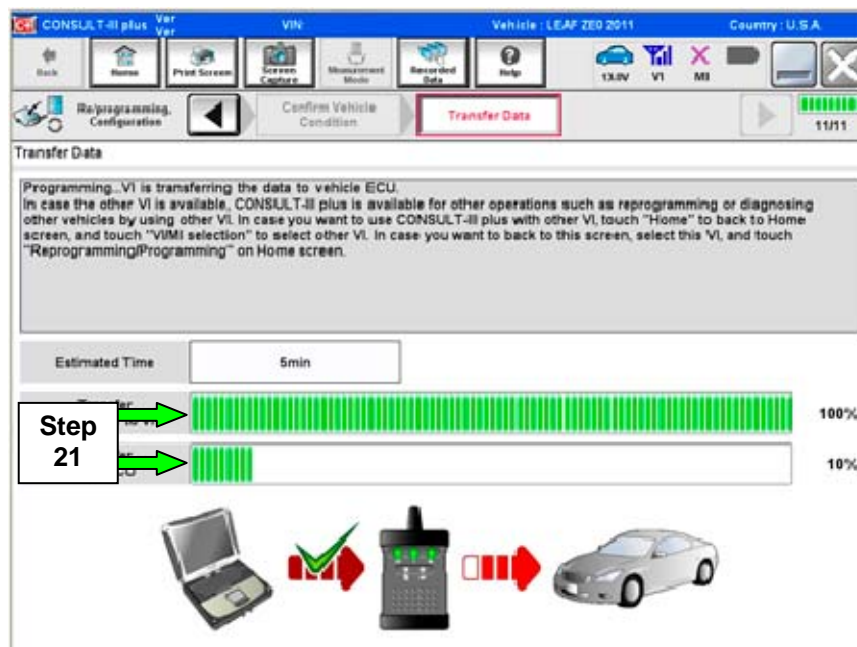 CONSULT-III plus Ver Ver VIN: Vehicle : LEAF ZE0 2011 Country : U.S.A.
Back
Home
Print Screen
Screen Capture
Measurement Mode
Recorded Data
Help
13.0V
VI
MI
Re/programming, Configuration
Confirm Vehicle Condition
Transfer Data
11/11
Transfer Data
Programming...VI is transferring the data to vehicle ECU.
In case the other VI is available, CONSULT-III plus is available for other operations such as reprogramming or diagnosing
other vehicles by using other VI. In case you want to use CONSULT-III plus with other VI, touch "Home" to back to Home
screen, and touch "VI/MI selection" to select other VI. In case you want to back to this screen, select this VI, and touch
"Reprogramming/Programming" on Home screen.
Estimated Time
5min
100%
Step
21
10%